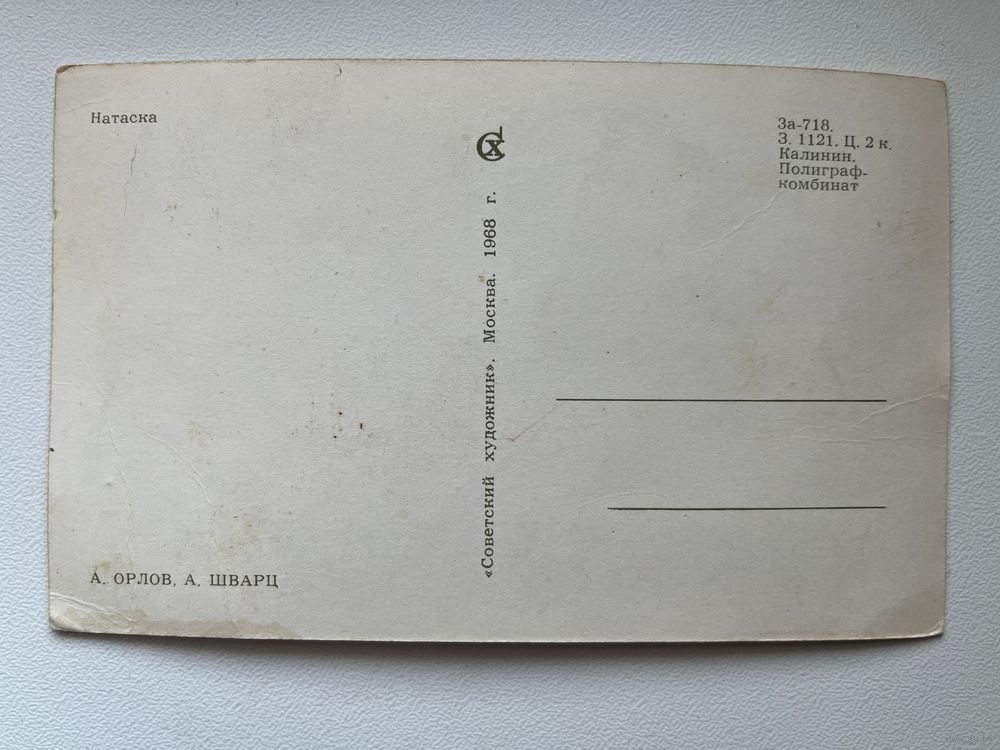 Натаска
За-718.
З. 1121. Ц. 2 к.
Калинин.
Полиграф-
комбинат
СХ
«Советский художник». Москва. 1968 г.
А. ОРЛОВ, А. ШВАРЦ